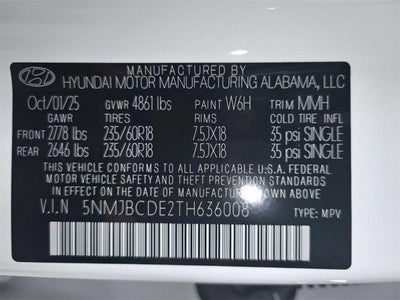 MANUFACTURED BY
HYUNDAI MOTOR MANUFACTURING ALABAMA, LLC
Oct/01/25 GVWR 4861 lbs PAINT W6H TRIM MMH
GAWR TIRES RIMS COLD TIRE INFL
FRONT 2778 lbs 235/60R18 7.5JX18 35 psi SINGLE
REAR 2646 lbs 235/60R18 7.5JX18 35 psi SINGLE
THIS VEHICLE CONFORMS TO ALL APPLICABLE U.S.A. FEDERAL
MOTOR VEHICLE SAFETY AND THEFT PREVENTION STANDARDS
IN EFFECT ON THE DATE OF MANUFACTURE SHOWN ABOVE
V.I.N 5NMJBCDE2TH636008 TYPE: MPV